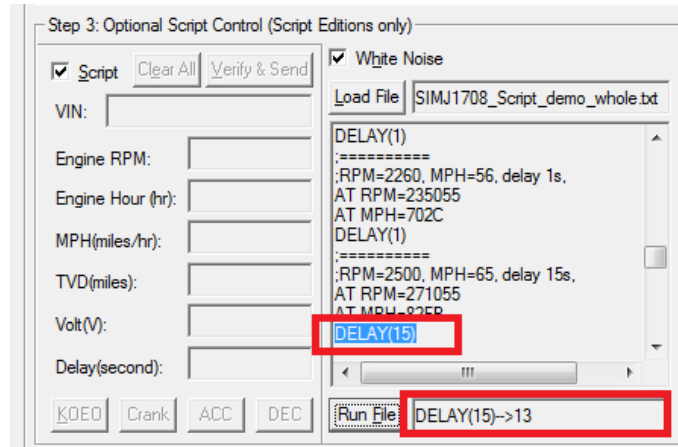 Step 3: Optional Script Control (Script Editions only)
Script
Clear All
Verify & Send
VIN:
Engine RPM:
Engine Hour (hr):
MPH(miles/hr):
TVD(miles):
Volt(V):
Delay(second):
KOEO
Crank
ACC
DEC
White Noise
Load File
SIMJ1708_Script_demo_whole.txt
DELAY(1)
;==========
;RPM=2260, MPH=56, delay 1s,
AT RPM=235055
AT MPH=702C
DELAY(1)
;==========
;RPM=2500, MPH=65, delay 15s,
AT RPM=271055
AT MPH=82FB
DELAY(15)
Run File
DELAY(15)-->13